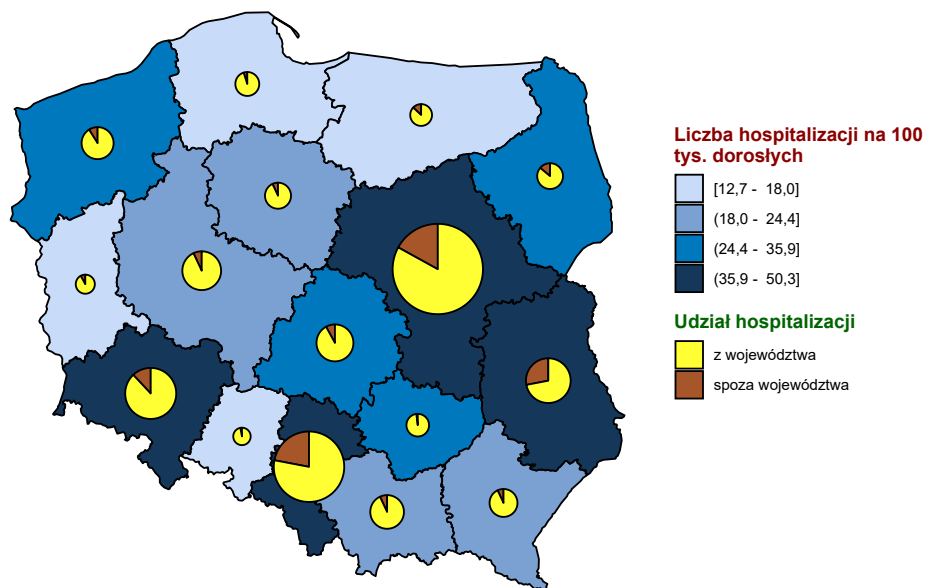 Liczba hospitalizacji na 100
tys. dorosłych
[12,7 - 18,0]
(18,0 - 24,4]
(24,4 - 35,9]
(35,9 - 50,3]
Udział hospitalizacji
z województwa
spoza województwa